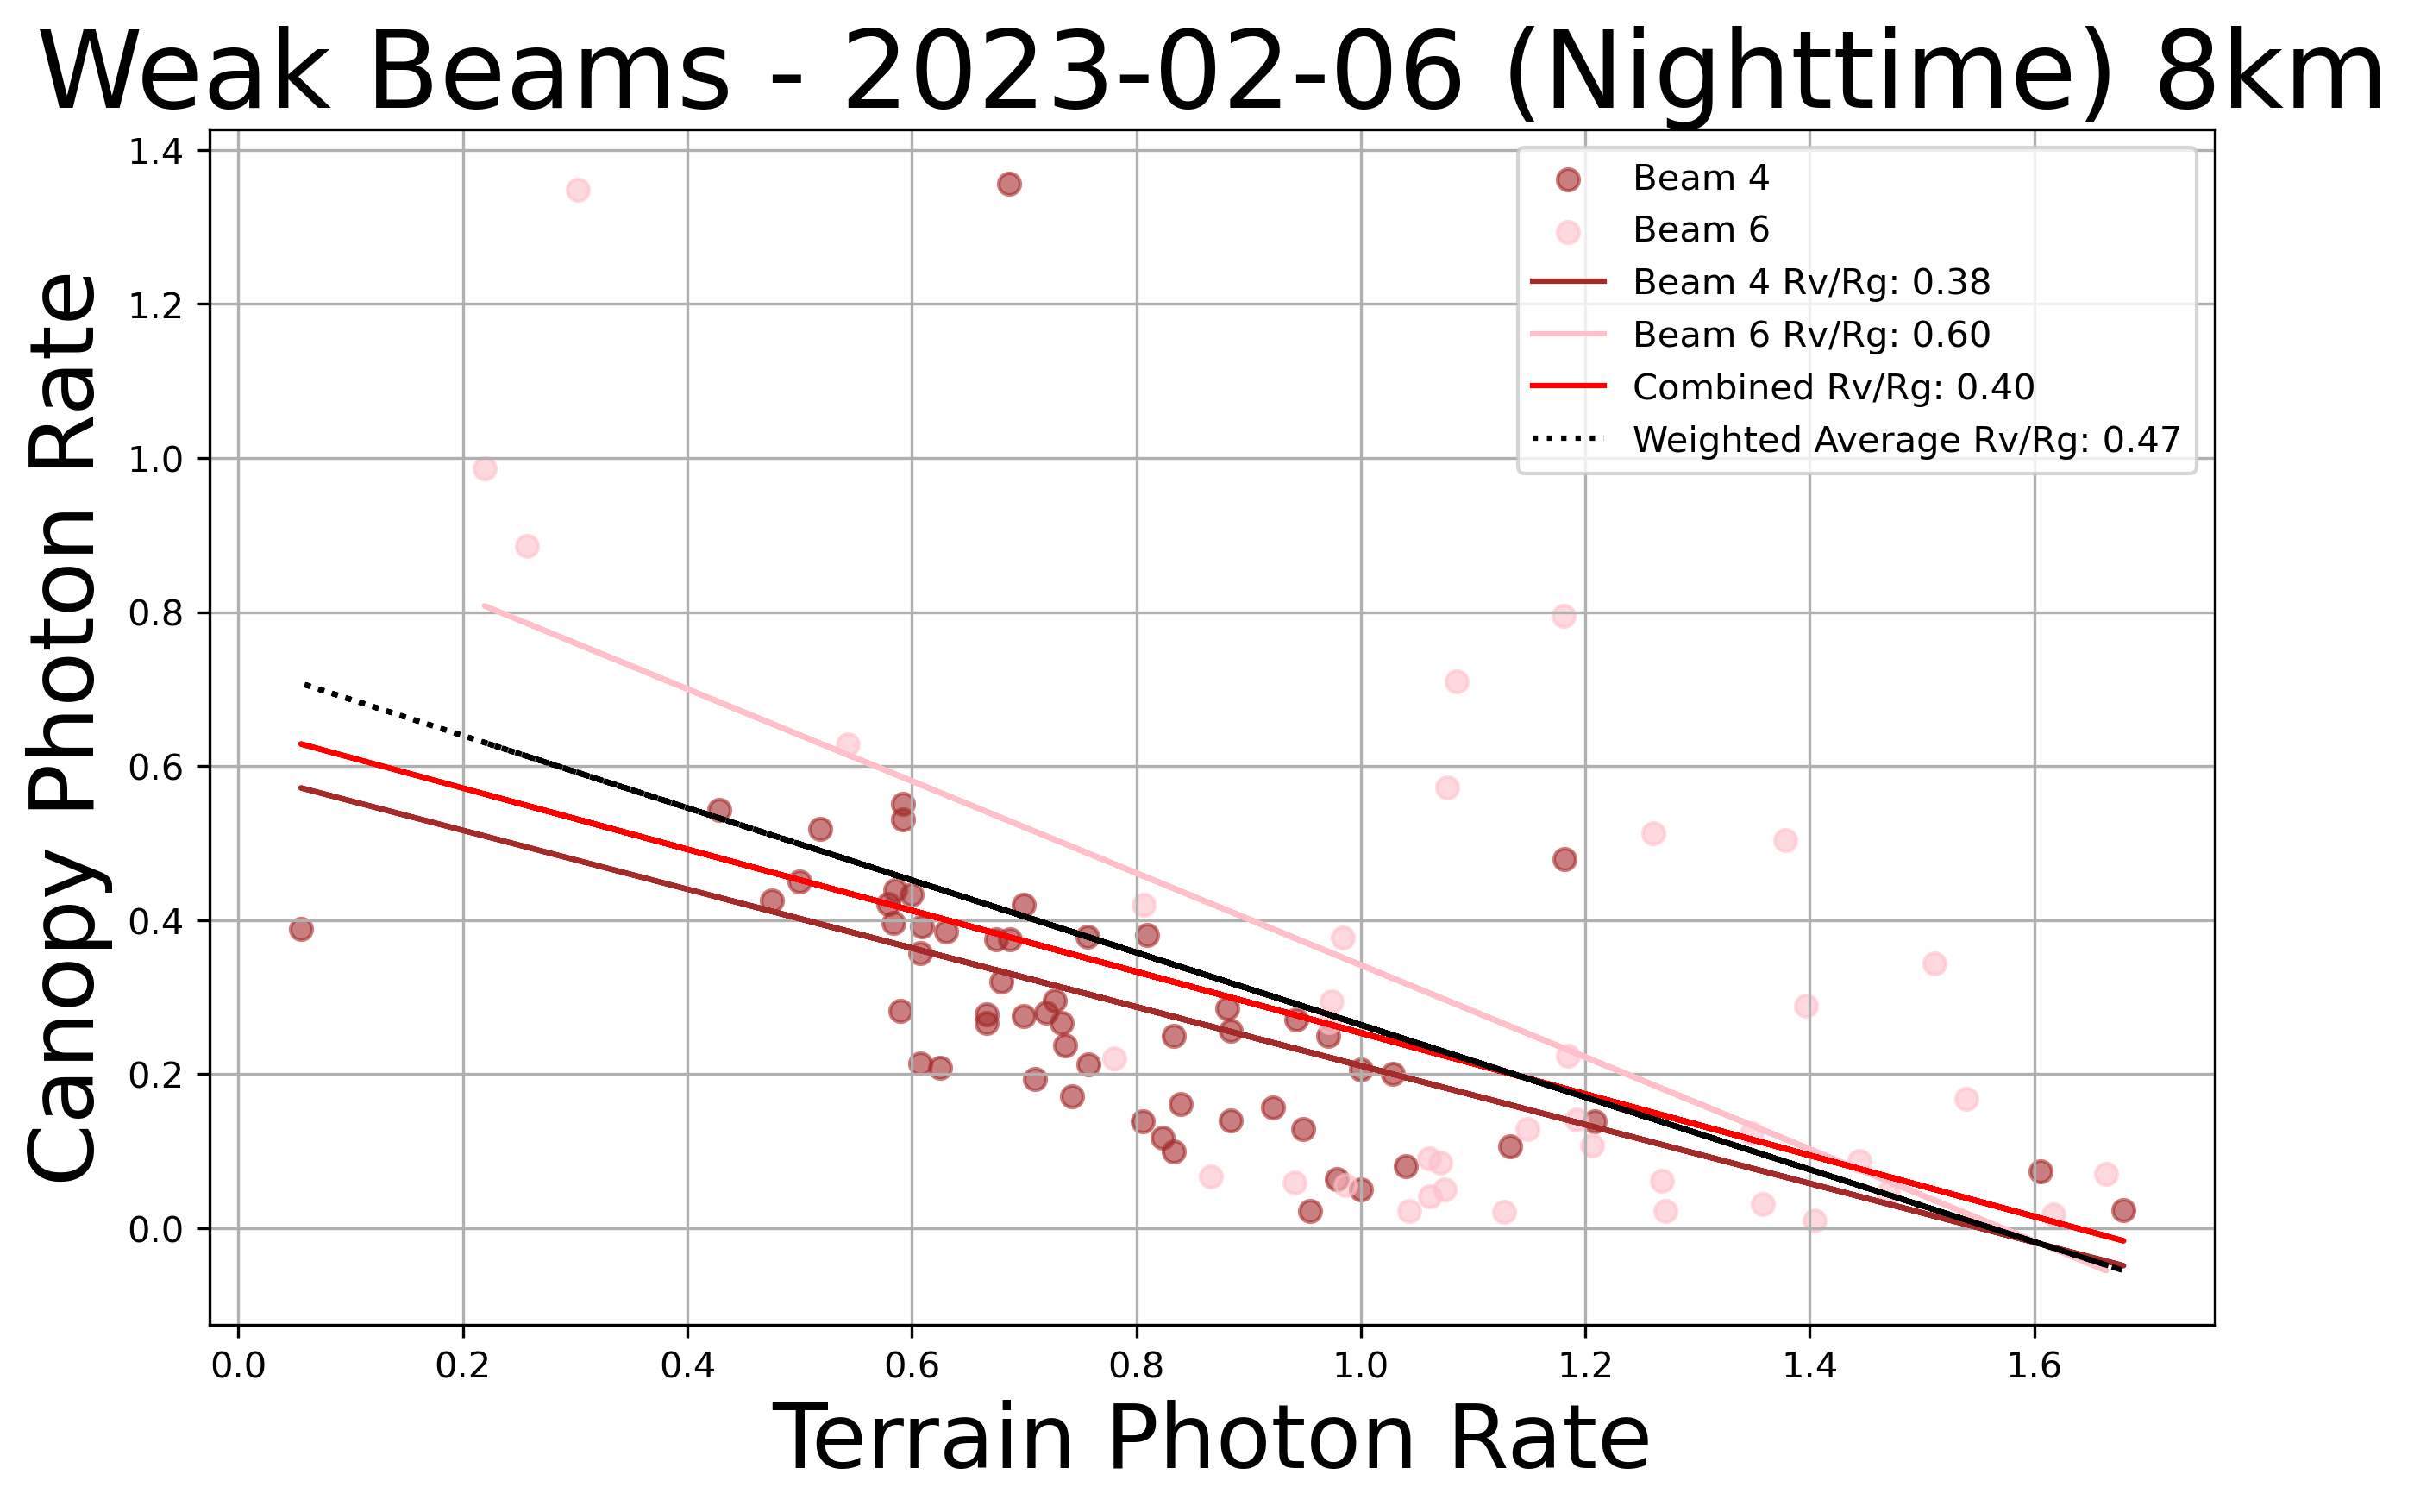 Weak Beams - 2023-02-06 (Nighttime) 8km
Canopy Photon Rate
1.4
1.2
1.0
0.8
0.6
0.4
0.2
0.0
Beam 4
Beam 6
Beam 4 Rv/Rg: 0.38
Beam 6 Rv/Rg: 0.60
Combined Rv/Rg: 0.40
Weighted Average Rv/Rg: 0.47
0.0 0.2 0.4 0.6 0.8 1.0 1.2 1.4 1.6
Terrain Photon Rate